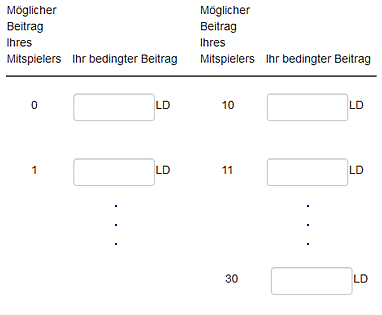 Möglicher
Beitrag
Ihres
Mitspielers Ihr bedingter Beitrag
Möglicher
Beitrag
Ihres
Mitspielers Ihr bedingter Beitrag
0 LD 10 LD
1 LD 11 LD
30 LD